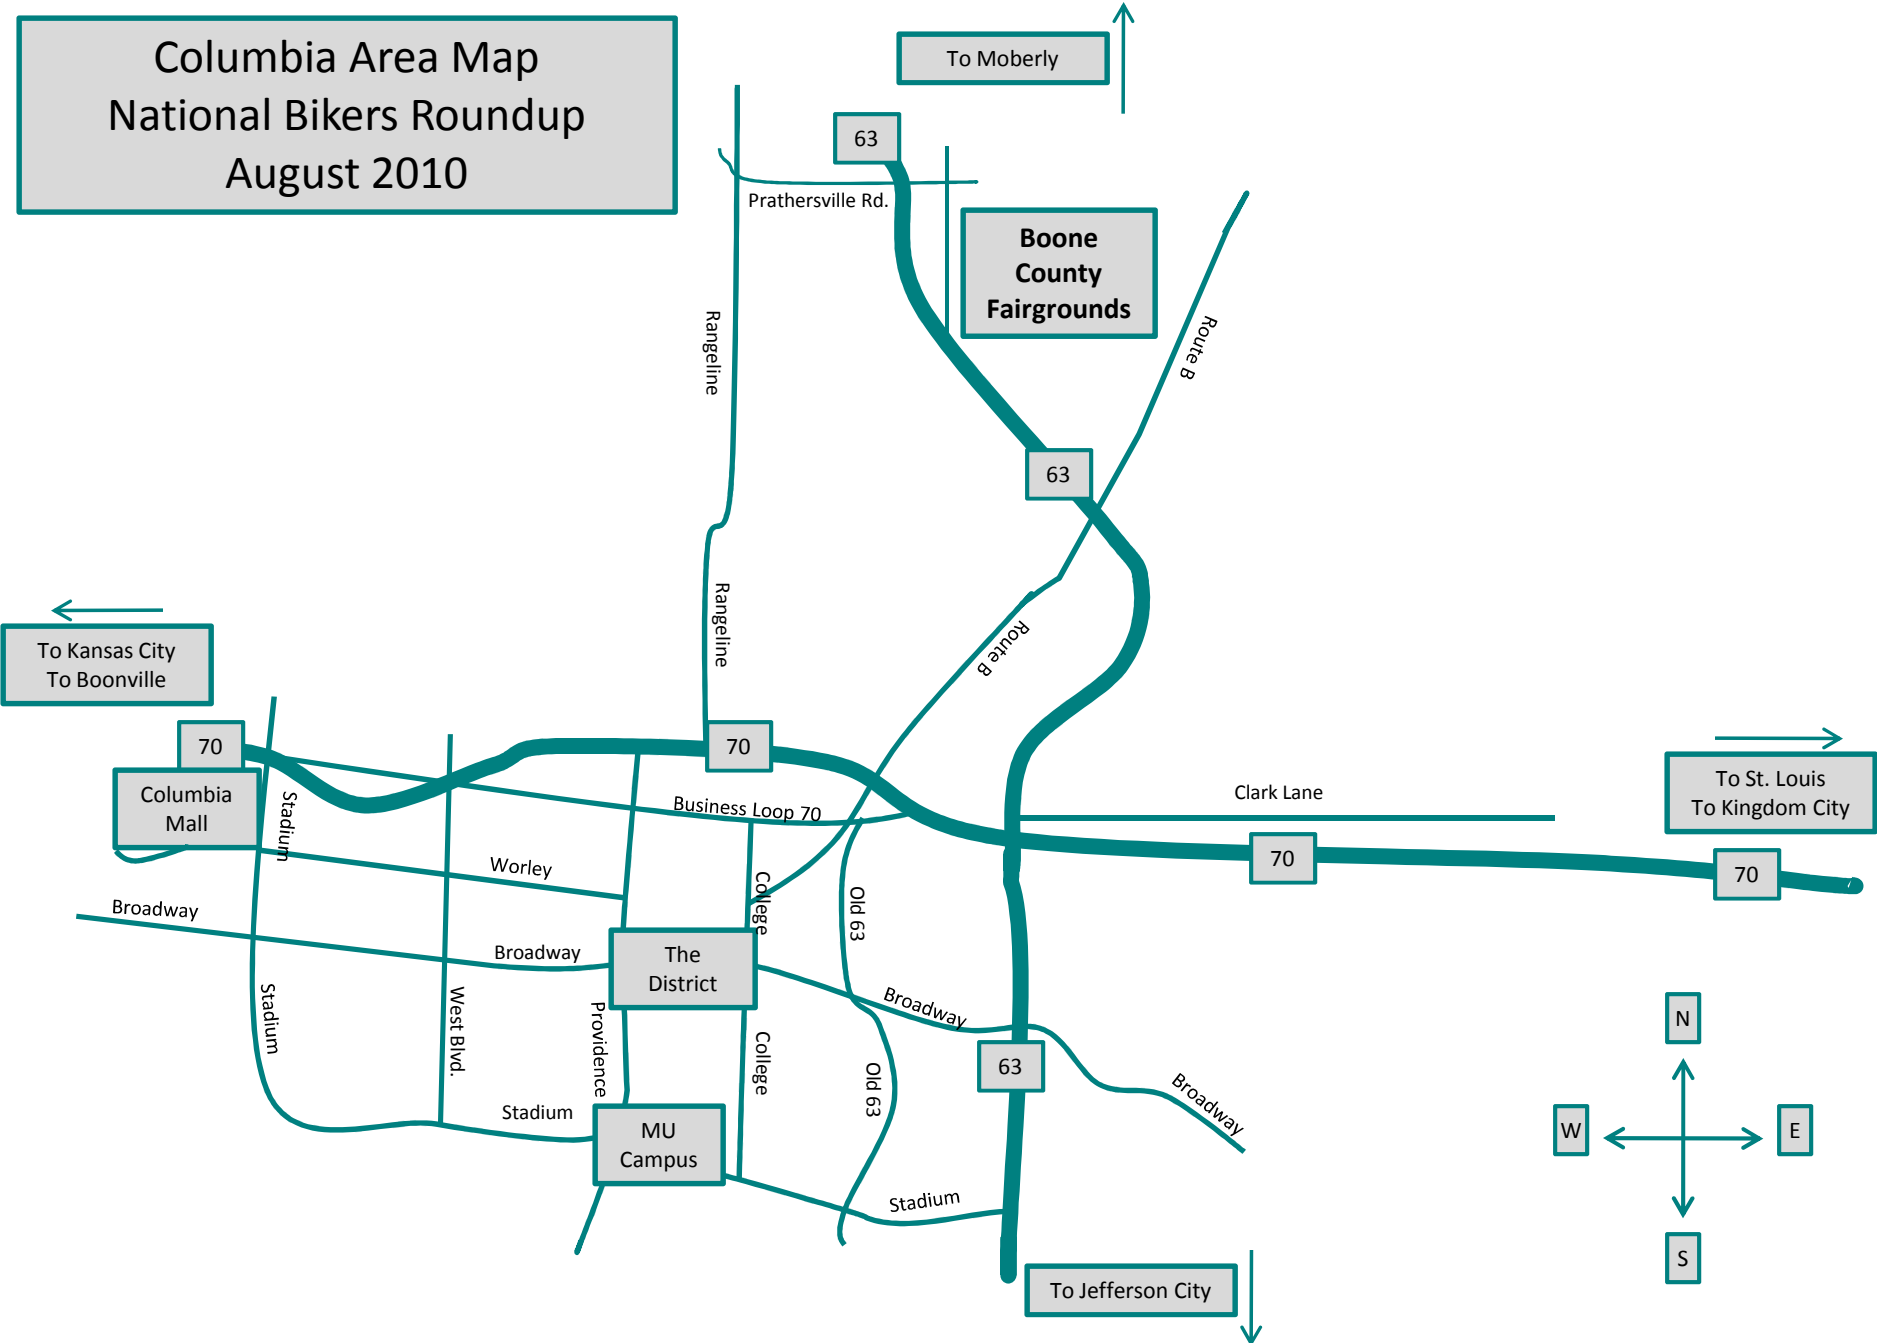 Columbia Area Map
National Bikers Roundup
August 2010
To Moberly
63
Prathersville Rd.
Boone
County
Fairgrounds
Rangeline
Route B
63
Rangeline
Route B
To Kansas City
To Boonville
70
70
Columbia
Mall
Stadium
Business Loop 70
Clark Lane
To St. Louis
To Kingdom City
70
70
Worley
College
Old 63
Broadway
Broadway
The
District
Broadway
Stadium
West Blvd.
Providence
College
Old 63
63
Broadway
Stadium
MU
Campus
Stadium
To Jefferson City
N
W
E
S